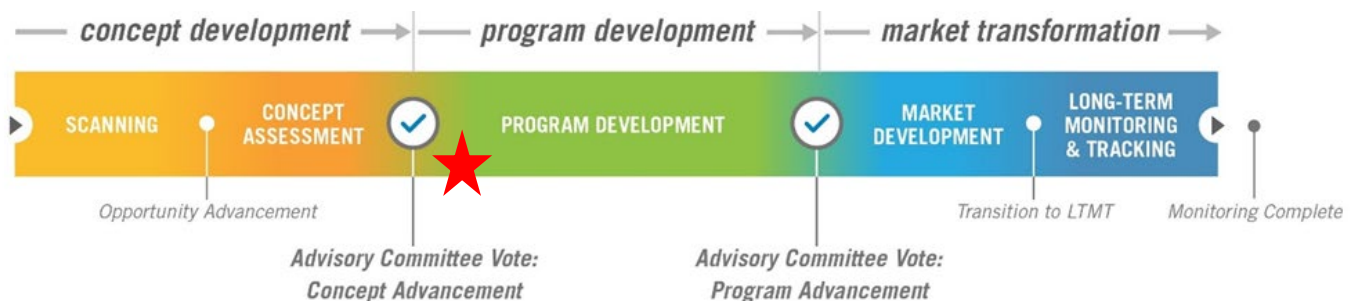 concept development
program development
market transformation
SCANNING
CONCEPT
ASSESSMENT
PROGRAM DEVELOPMENT
MARKET
DEVELOPMENT
LONG-TERM
MONITORING
& TRACKING
Opportunity Advancement
Transition to LTMT
Monitoring Complete
Advisory Committee Vote:
Concept Advancement
Advisory Committee Vote:
Program Advancement